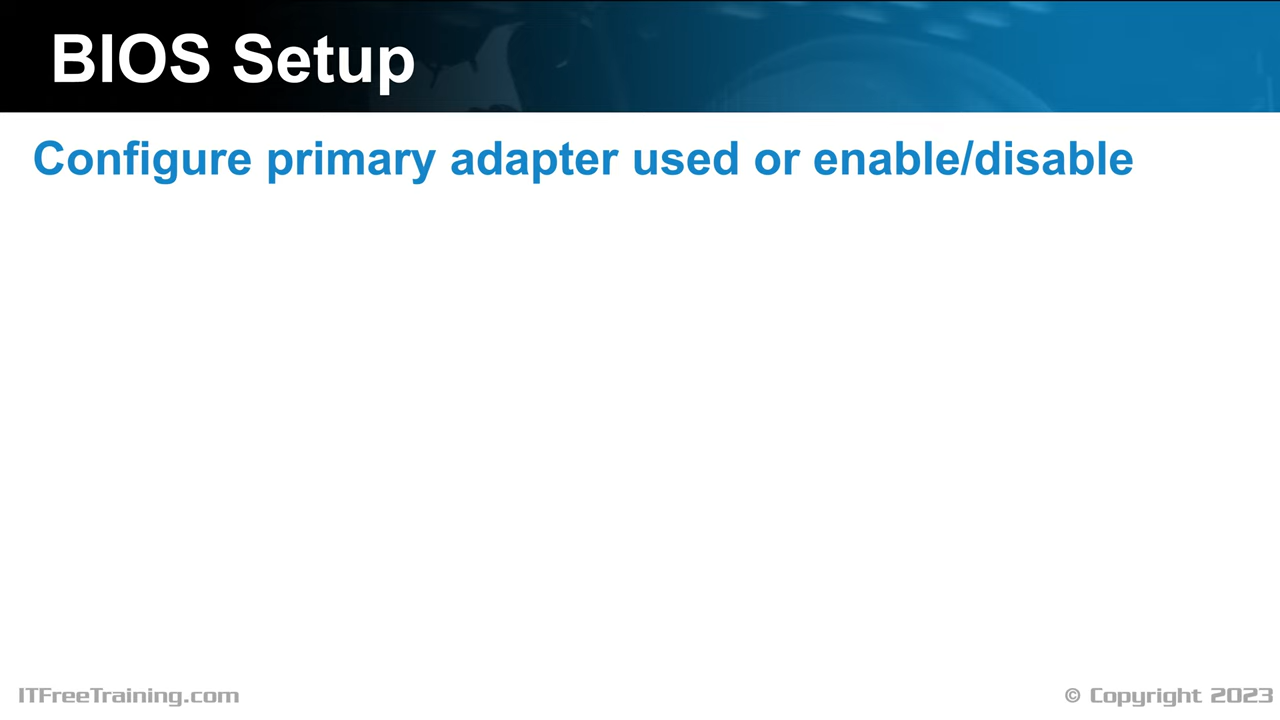 BIOS Setup
Configure primary adapter used or enable/disable
ITFreeTraining.com
© Copyright 2023